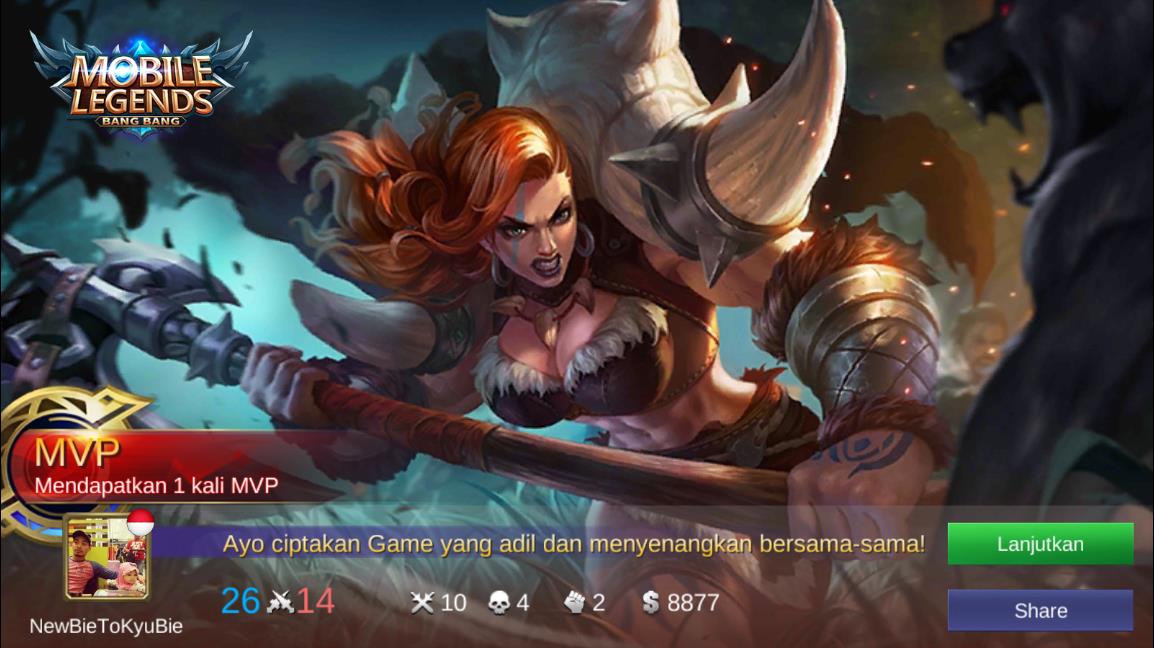 MOBILE
LEGENDS
BANG BANG
MVP
Mendapatkan 1 kali MVP
Ayo ciptakan Game yang adil dan menyenangkan bersama-sama!
Lanjutkan
26 14 10 4 2 8877
Share
NewBieToKyuBie